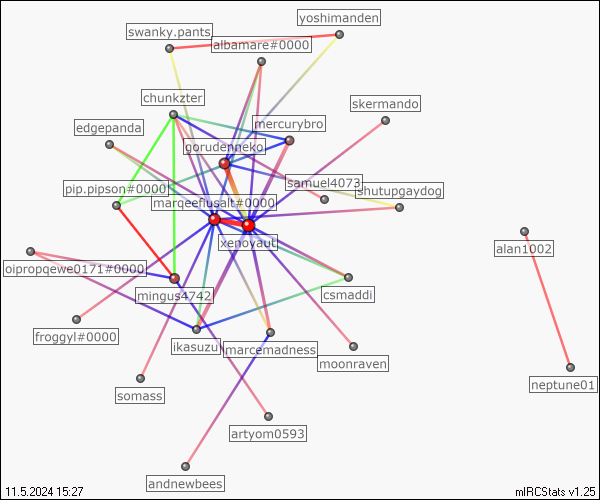 yoshimanden
swanky.pants
albamare#0000
chunkzter
skermando
mercurybro
edgepanda
gorudenneko
samuel4073
pip.pipson#0000
shutupgaydog
marqeefiusalt#0000
xenovaut
alan1002
oipropqewe0171#0000
mingus4742
csmaddi
froggyl#0000
ikasuzu
marcemadness
moonraven
neptune01
somass
artyom0593
andnewbees
11.5.2024 15:27
mIRCStats v1.25